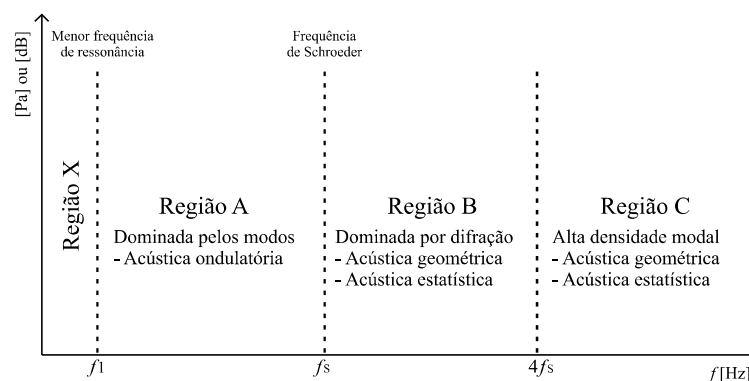 [Pa] ou [dB]
Menor frequência
de ressonância
Frequência
de Schroeder
Região X
Região A
Dominada pelos modos
- Acústica ondulatória
Região B
Dominada por difração
- Acústica geométrica
- Acústica estatística
Região C
Alta densidade modal
- Acústica geométrica
- Acústica estatística
f1
fs
4fs
f [Hz]